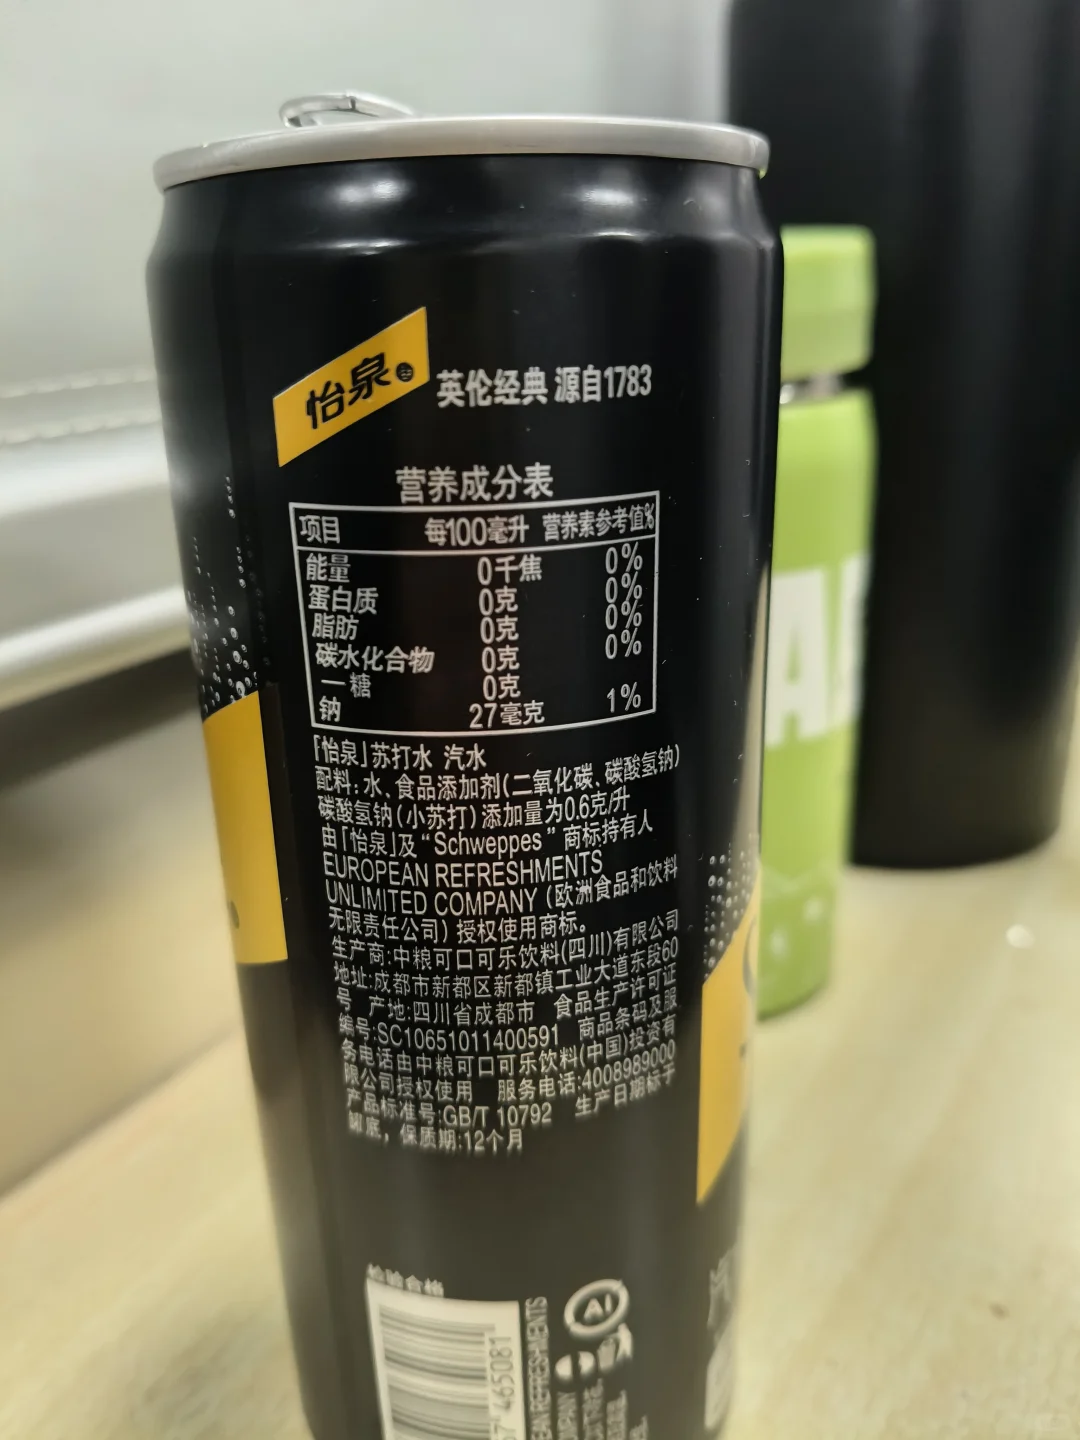 怡泉
英伦经典 源自1783
营养成分表
项目 每100毫升 营养素参考值%
能量 0千焦 0%
蛋白质 0克 0%
脂肪 0克 0%
碳水化合物 0克 0%
—糖 0克
钠 27毫克 1%
「怡泉」苏打水 汽水
配料:水、食品添加剂(二氧化碳、碳酸氢钠)
碳酸氢钠(小苏打)添加量为0.6克/升
由「怡泉」及“Schweppes”商标持有人
EUROPEAN REFRESHMENTS
UNLIMITED COMPANY (欧洲食品和饮料
无限责任公司)授权使用商标。
生产商:中粮可口可乐饮料(四川)有限公司
地址:成都市新都区新都镇工业大道东段60
号 产地:四川省成都市 食品生产许可证
编号:SC10651011400591 商品条码及服
务电话由中粮可口可乐饮料(中国)投资有
限公司授权使用 服务电话:4008989000
产品标准号:GB/T 10792 生产日期标于
罐底，保质期:12个月
检验合格
465081
EAN REFRESHMENTS
OMPANY
AI
A
汽